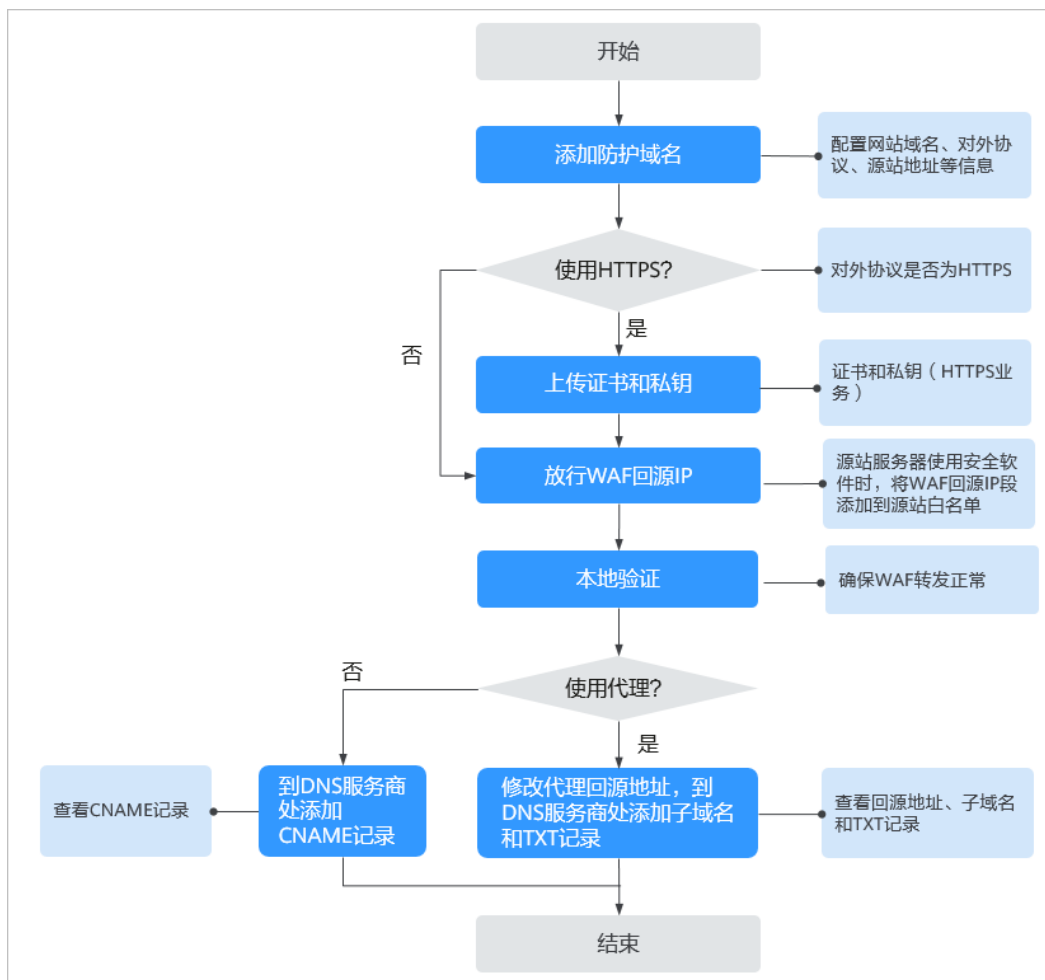 开始
添加防护域名
配置网站域名、对外协
议、源站地址等信息
使用HTTPS?
对外协议是否为HTTPS
是
否
上传证书和私钥
证书和私钥（HTTPS业
务）
放行WAF回源IP
源站服务器使用安全软
件时，将WAF回源IP段
添加到源站白名单
本地验证
确保WAF转发正常
否
使用代理?
是
查看CNAME记录
到DNS服务商
处添加
CNAME记录
修改代理回源地址，到
DNS服务商处添加子域名
和TXT记录
查看回源地址、子域名
和TXT记录
结束